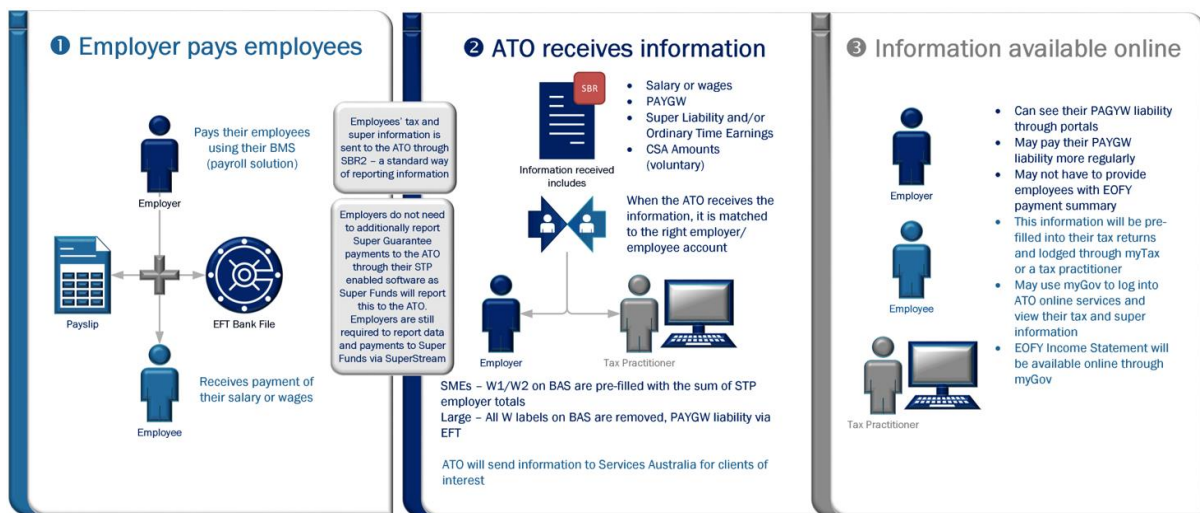 ❶ Employer pays employees
Pays their employees
using their BMS
(payroll solution)
Employer
Payslip
EFT Bank File
Receives payment of
their salary or wages
Employee
Employees' tax and
super information is
sent to the ATO through
SBR2 – a standard way
of reporting information
Employers do not need
to additionally report
Super Guarantee
payments to the ATO
through their STP
enabled software as
Super Funds will report
this to the ATO.
Employers are still
required to report data
and payments to Super
Funds via SuperStream
❷ ATO receives information
SBR
Information received
includes
• Salary or wages
• PAYGW
• Super Liability and/or
Ordinary Time Earnings
• CSA Amounts
(voluntary)
When the ATO receives the
information, it is matched
to the right employer/
employee account
Employer
Tax Practitioner
SMEs – W1/W2 on BAS are pre-filled with the sum of STP
employer totals
Large – All W labels on BAS are removed, PAYGW liability via
EFT
ATO will send information to Services Australia for clients of
interest
❸ Information available online
Employer
Employee
Tax Practitioner
• Can see their PAGYW liability
through portals
• May pay their PAYGW
liability more regularly
• May not have to provide
employees with EOFY
payment summary
• This information will be pre-
filled into their tax returns
and lodged through myTax
or a tax practitioner
• May use myGov to log into
ATO online services and
view their tax and super
information
• EOFY Income Statement will
be available online through
myGov